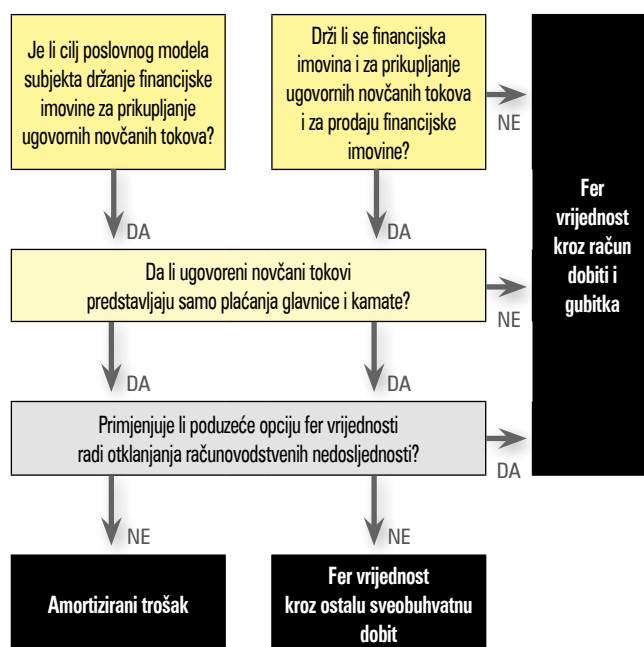 Je li cilj poslovnog modela
subjekta držanje financijske
imovine za prikupljanje
ugovornih novčanih tokova?
Drži li se financijska
imovina i za prikupljanje
ugovornih novčanih tokova
i za prodaju financijske
imovine?
NE
Fer
vrijednost
kroz račun
dobiti i
gubitka
DA
DA
Da li ugovoreni novčani tokovi
predstavljaju samo plaćanja glavnice i kamate?
NE
DA
DA
Primjenjuje li poduzeće opciju fer vrijednosti
radi otklanjanja računovodstvenih nedosljednosti?
DA
NE
NE
Amortizirani trošak
Fer vrijednost
kroz ostalu sveobuhvatnu
dobit